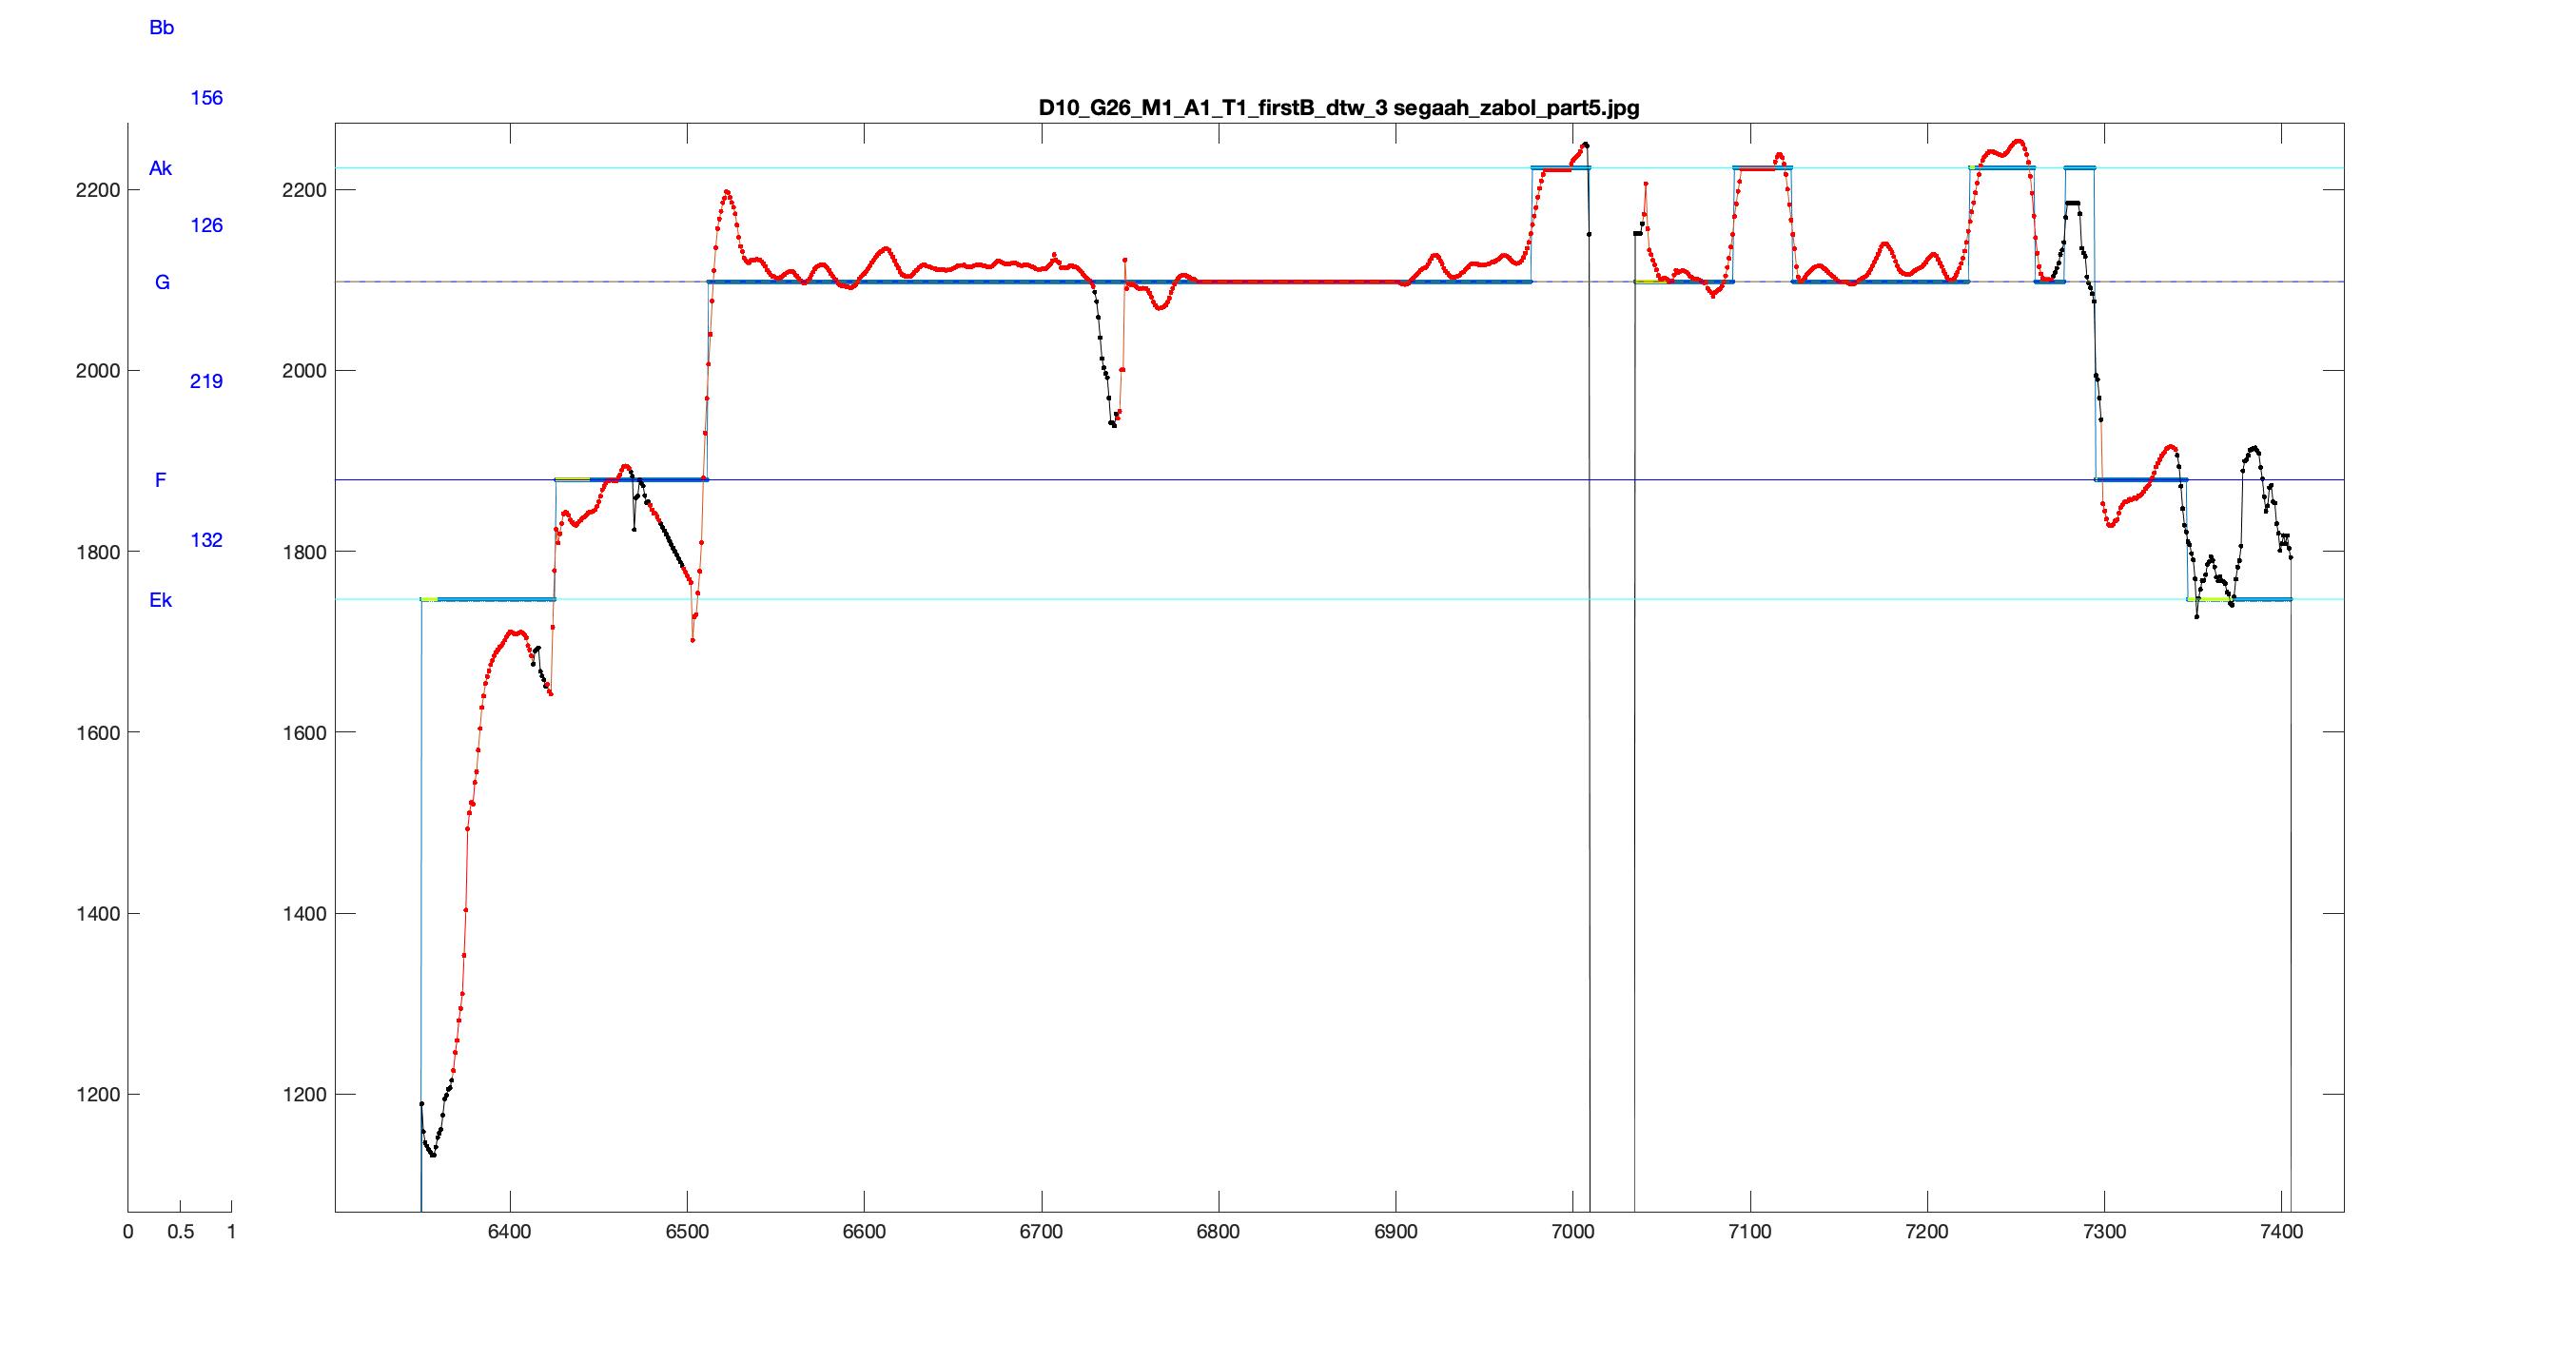 Bb
156
D10_G26_M1_A1_T1_firstB_dtw_3 segaah_zabol_part5.jpg
Ak
2200 2200
126
G
2000 219 2000
F
132
1800 1800
Ek
1600 1600
1400 1400
1200 1200
0 0.5 1 6400 6500 6600 6700 6800 6900 7000 7100 7200 7300 7400